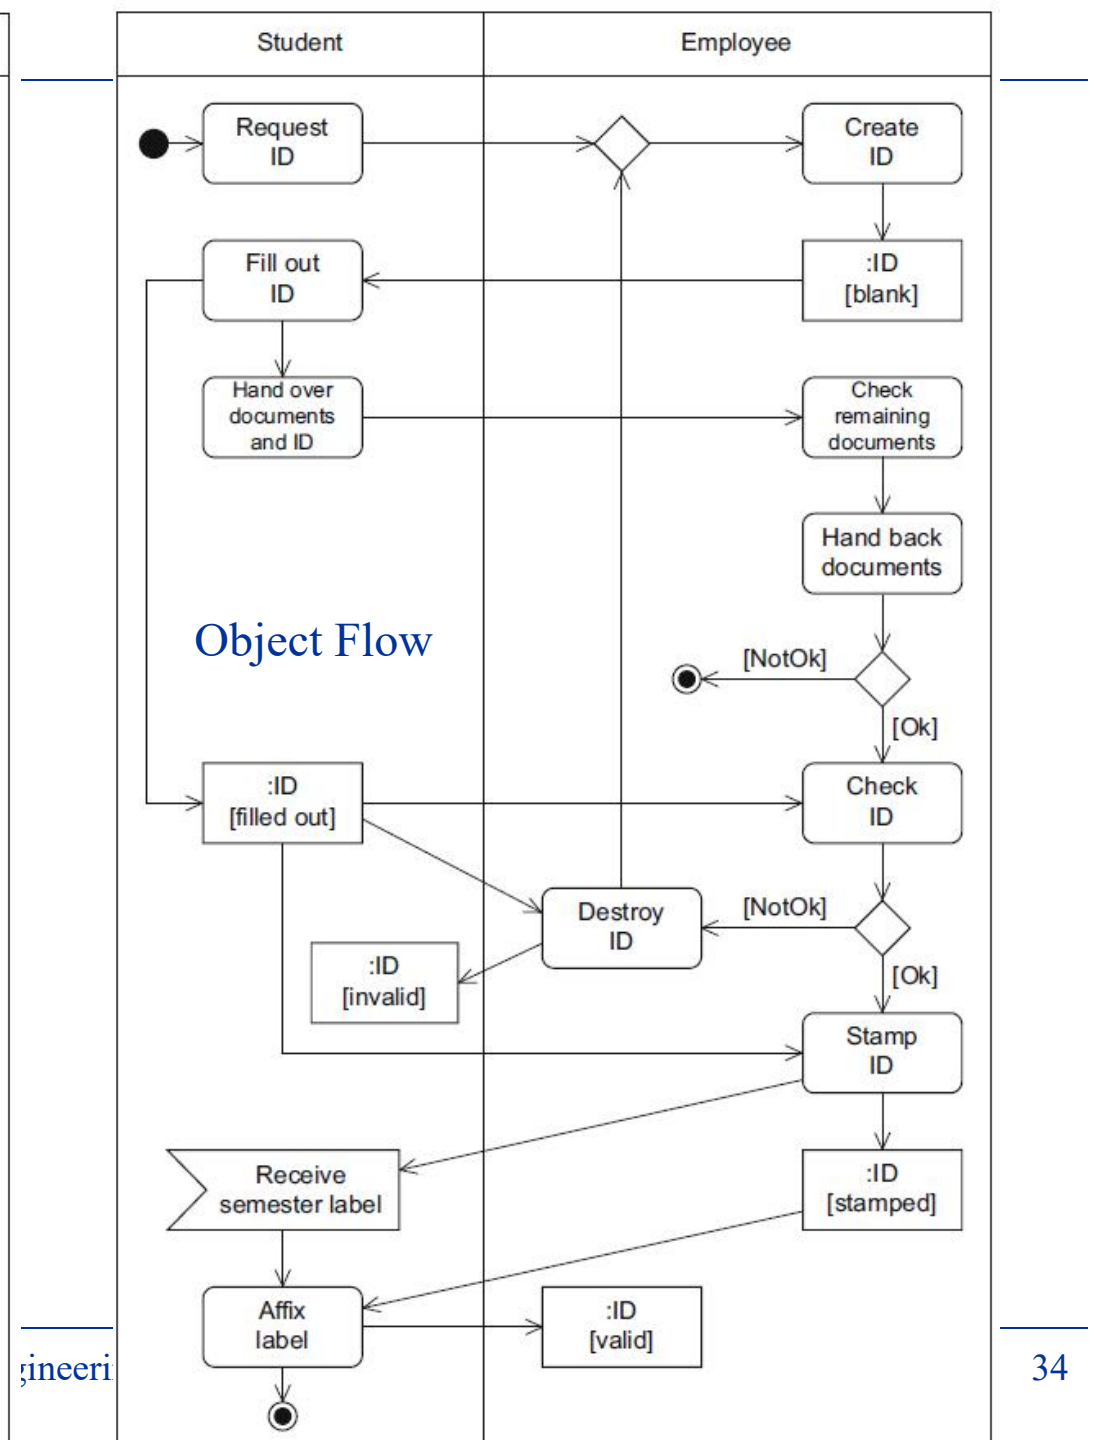 Student
Employee
Request
ID
Create
ID
Fill out
ID
:ID
[blank]
Hand over
documents
and ID
Check
remaining
documents
Hand back
documents
Object Flow
[NotOk]
[Ok]
:ID
[filled out]
Check
ID
Destroy
ID
[NotOk]
:ID
[invalid]
[Ok]
Stamp
ID
Receive
semester label
:ID
[stamped]
Affix
label
:ID
[valid]
34